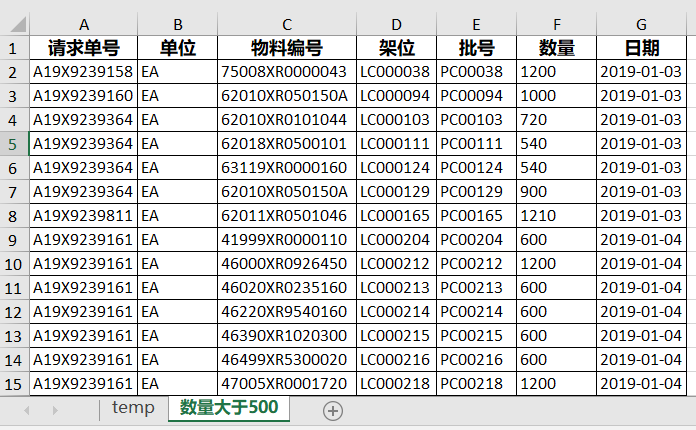 A B C D E F G
1 请求单号 单位 物料编号 架位 批号 数量 日期
2 A19X9239158 EA 75008XR0000043 LC000038 PC00038 1200 2019-01-03
3 A19X9239160 EA 62010XR050150A LC000094 PC00094 1000 2019-01-03
4 A19X9239364 EA 62010XR0101044 LC000103 PC00103 720 2019-01-03
5 A19X9239364 EA 62018XR0500101 LC000111 PC00111 540 2019-01-03
6 A19X9239364 EA 63119XR0000160 LC000124 PC00124 540 2019-01-03
7 A19X9239364 EA 62010XR050150A LC000129 PC00129 900 2019-01-03
8 A19X9239811 EA 62011XR0501046 LC000165 PC00165 1210 2019-01-03
9 A19X9239161 EA 41999XR0000110 LC000204 PC00204 600 2019-01-04
10 A19X9239161 EA 46000XR0926450 LC000212 PC00212 1200 2019-01-04
11 A19X9239161 EA 46020XR0235160 LC000213 PC00213 600 2019-01-04
12 A19X9239161 EA 46220XR9540160 LC000214 PC00214 600 2019-01-04
13 A19X9239161 EA 46390XR1020300 LC000215 PC00215 600 2019-01-04
14 A19X9239161 EA 46499XR5300020 LC000216 PC00216 600 2019-01-04
15 A19X9239161 EA 47005XR0001720 LC000218 PC00218 1200 2019-01-04
temp 数量大于500